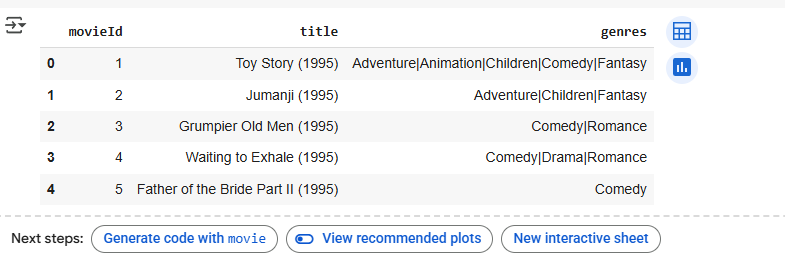 movieId title genres
0 1 Toy Story (1995) Adventure|Animation|Children|Comedy|Fantasy
1 2 Jumanji (1995) Adventure|Children|Fantasy
2 3 Grumpier Old Men (1995) Comedy|Romance
3 4 Waiting to Exhale (1995) Comedy|Drama|Romance
4 5 Father of the Bride Part II (1995) Comedy
Next steps: Generate code with movie View recommended plots New interactive sheet